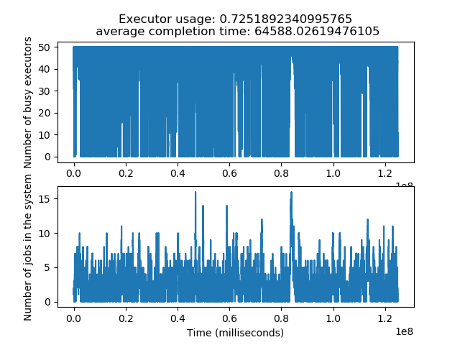 Executor usage: 0.7251892340995765
average completion time: 64588.02619476105
Number of busy executors
50
40
30
20
10
0
0.0 0.2 0.4 0.6 0.8 1.0 1.2
1e8
Number of jobs in the system
15
10
5
0
0.0 0.2 0.4 0.6 0.8 1.0 1.2
Time (milliseconds)
1e8